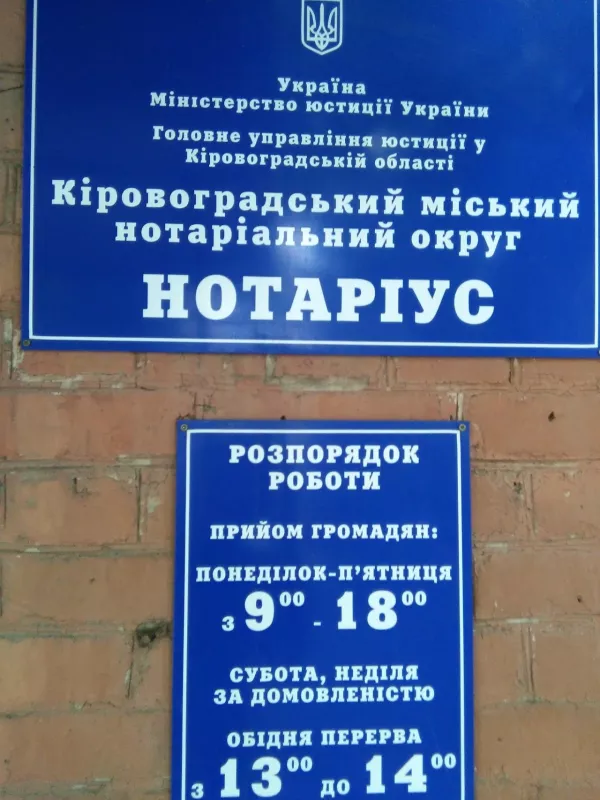 Україна
Міністерство юстиції України
Головне управління юстиції у
Кіровоградській області
Кіровоградський міський
нотаріальний округ
НОТАРІУС
РОЗПОРЯДОК
РОБОТИ
ПРИЙОМ ГРОМАДЯН:
ПОНЕДІЛОК-П'ЯТНИЦЯ
з 9⁰⁰ - 18⁰⁰
СУБОТА, НЕДІЛЯ
ЗА ДОМОВЛЕНІСТЮ
ОБІДНЯ ПЕРЕРВА
з 13⁰⁰ до 14⁰⁰